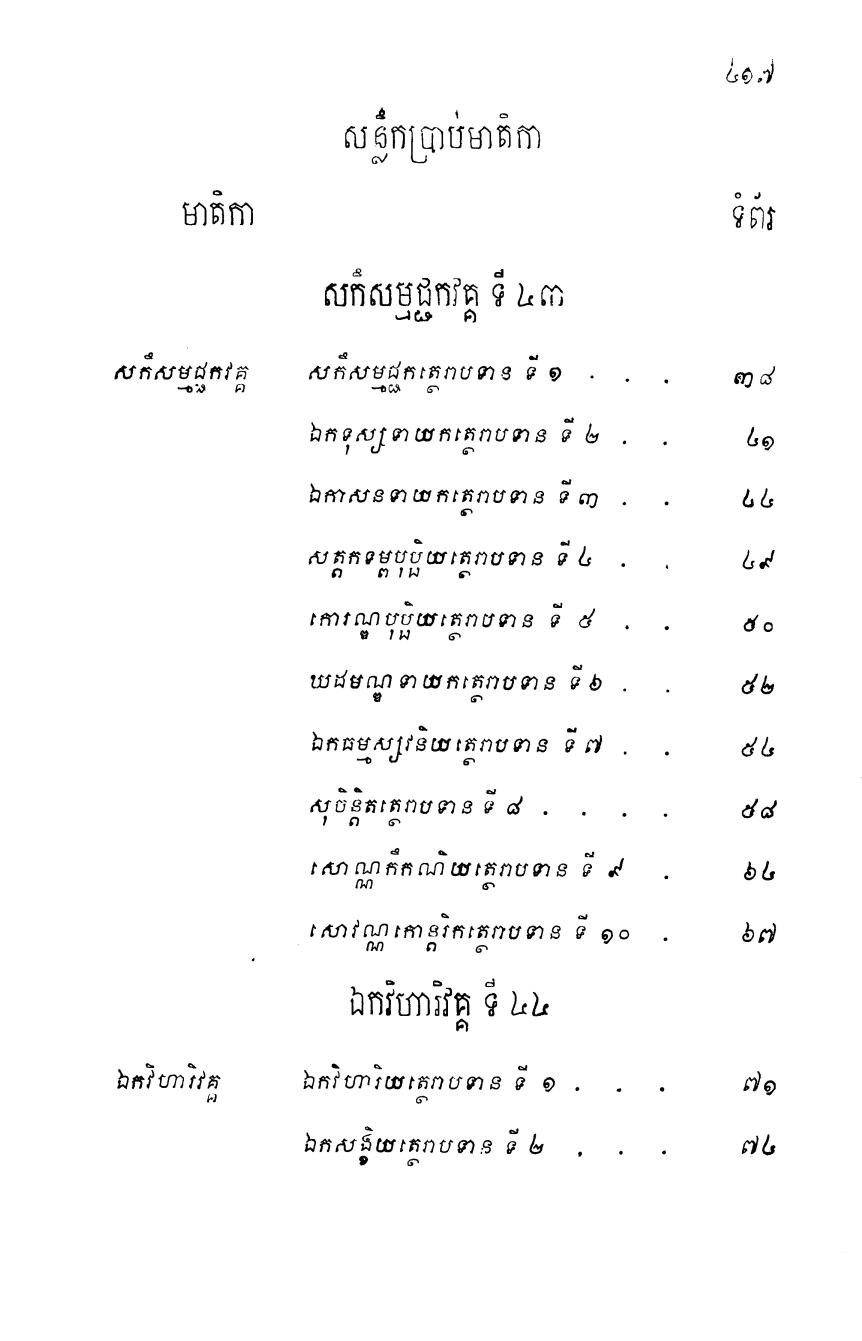 ៤១៧
សន្លឹកប្រាប់មាតិកា
មាតិកា ទំព័រ
សកឹសម្មជ្ជកវគ្គ ទី ៤៣
សកឹសម្មជ្ជកវគ្គ សកឹសម្មជ្ជកត្ថេរាបទាន ទី ១ . . . ៣៨
ឯកទុស្សទាយកត្ថេរាបទាន ទី ២ . . ៤១
ឯកាសនទាយកត្ថេរាបទាន ទី ៣ . . ៤៤
សត្តកទម្ពបុប្ផិយត្ថេរាបទាន ទី ៤ . . ៤៩
កោរណ្ឌបុប្ផិយត្ថេរាបទាន ទី ៥ . . ៥០
ឃដមណ្ឌទាយកត្ថេរាបទាន ទី ៦ . . ៥២
ឯកធម្មស្សវនិយត្ថេរាបទាន ទី ៧ . . ៥៤
សុចិន្តិតត្ថេរាបទាន ទី ៨ . . . . ៥៨
សោណ្ណកឹកណិយត្ថេរាបទាន ទី ៩ . ៦៤
សោវណ្ណកោន្តរិកត្ថេរាបទាន ទី ១០ . ៦៧
ឯកវិហារិវគ្គ ទី ៤៤
ឯកវិហារិវគ្គ ឯកវិហារិយត្ថេរាបទាន ទី ១ . . . ៧១
ឯកសង្ខិយត្ថេរាបទាន ទី ២ . . . ៧៤